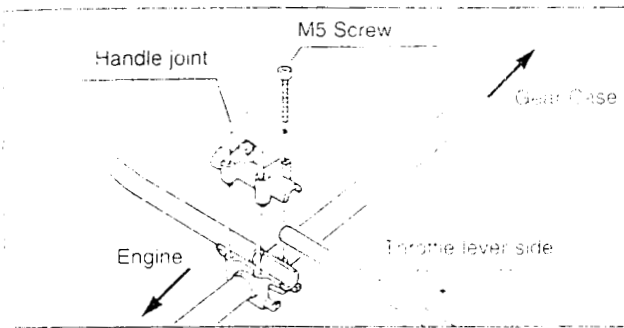 M5 Screw
Handle joint
Gear Case
Throttle lever side
Engine